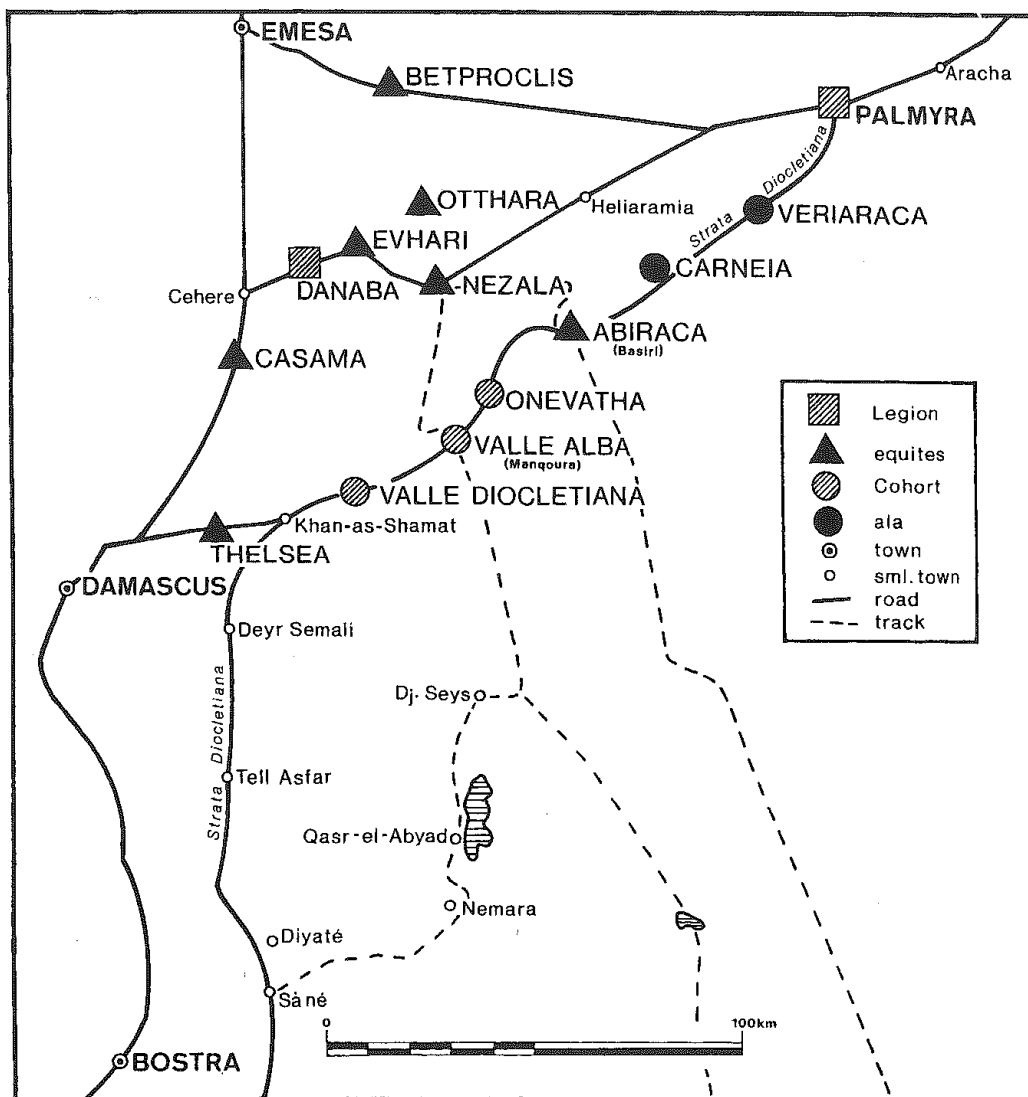 EMESA
BETPROCLIS
Aracha
PALMYRA
Strata Diocletiana
OTTHARA
Heliaramia
VERIARACA
EVHARI
CARNEIA
DANABA
-NEZALA
Cehere
ABIRACA
(Basiri)
CASAMA
ONEVATHA
VALLE ALBA
(Manqoura)
VALLE DIOCLETIANA
Khan-as-Shamat
THELSEA
DAMASCUS
Deyr Semali
Strata Diocletiana
Dj. Seys
Tell Asfar
Qasr-el-Abyad
Nemara
Diyaté
Sàné
BOSTRA
Legion
equites
Cohort
ala
town
sml. town
road
track
0 100km